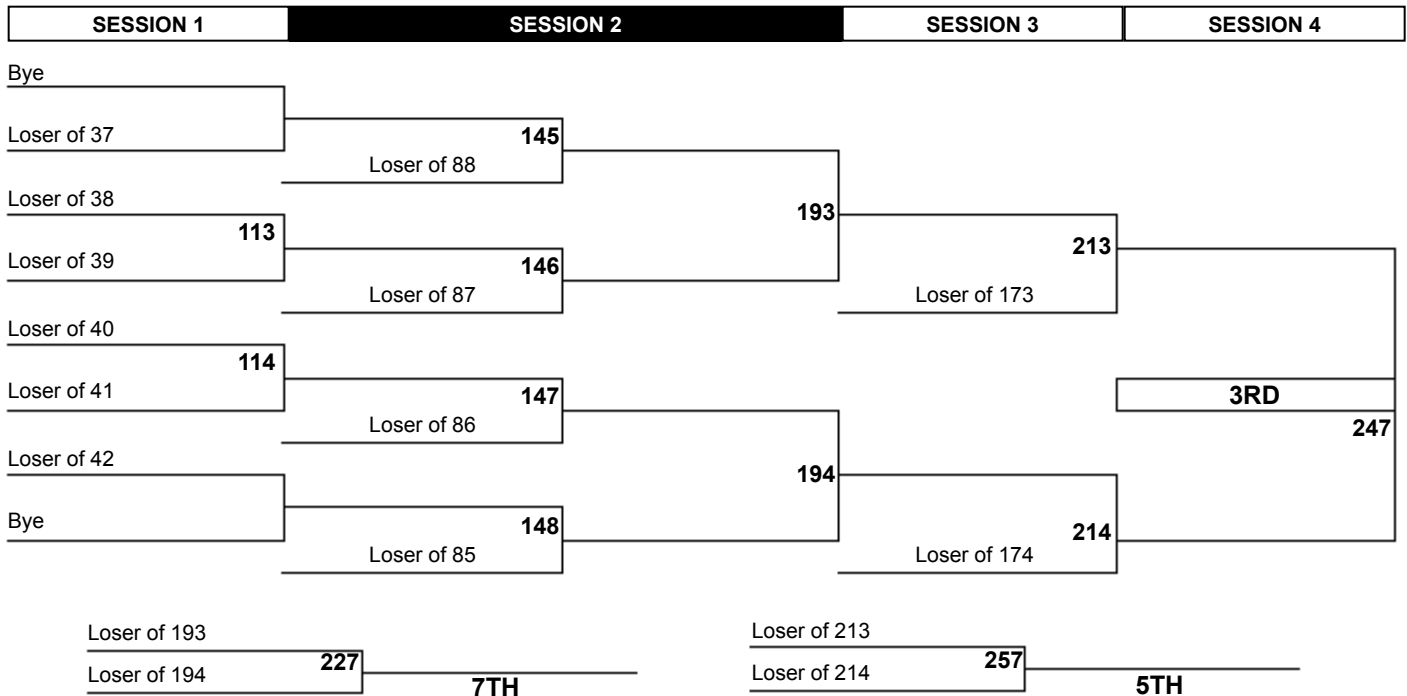 SESSION 1 SESSION 2 SESSION 3 SESSION 4
Bye
Loser of 37
145
Loser of 88
Loser of 38
193
113
Loser of 39
213
146
Loser of 87
Loser of 173
Loser of 40
114
Loser of 41
147
3RD
Loser of 86
247
Loser of 42
194
Bye
148
214
Loser of 85
Loser of 174
Loser of 193
227
Loser of 194
7TH
Loser of 213
257
Loser of 214
5TH